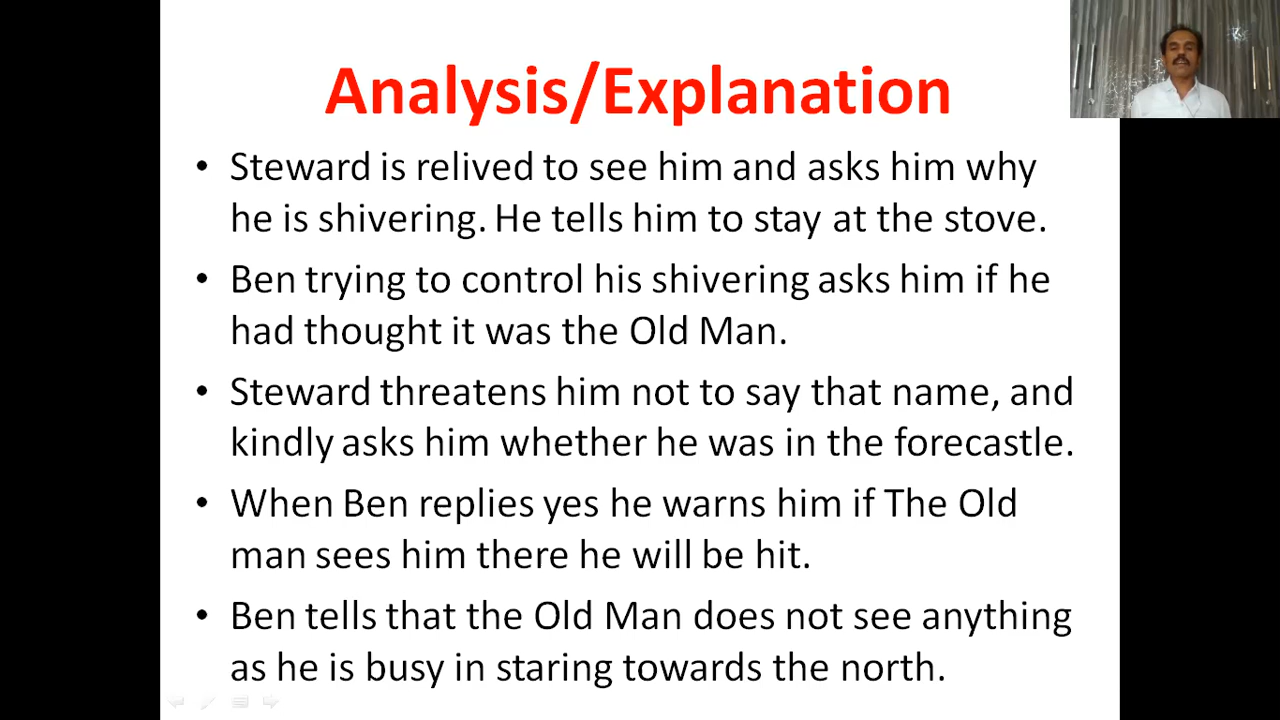 Analysis/Explanation
• Steward is relived to see him and asks him why
he is shivering. He tells him to stay at the stove.
• Ben trying to control his shivering asks him if he
had thought it was the Old Man.
• Steward threatens him not to say that name, and
kindly asks him whether he was in the forecastle.
• When Ben replies yes he warns him if The Old
man sees him there he will be hit.
• Ben tells that the Old Man does not see anything
as he is busy in staring towards the north.